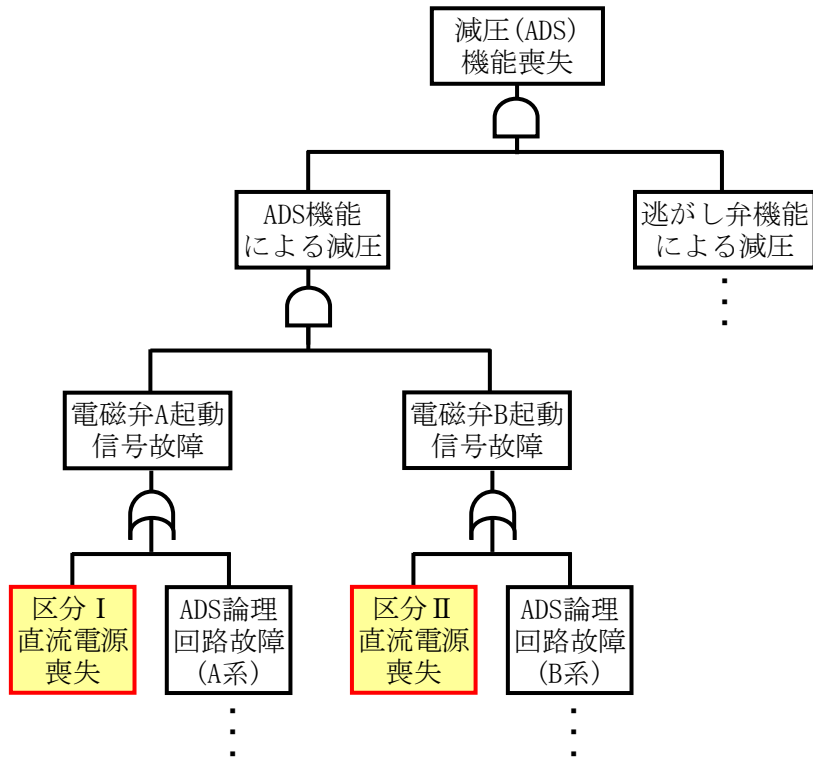 減圧(ADS)
機能喪失
ADS機能
による減圧
逃がし弁機能
による減圧
電磁弁A起動
信号故障
電磁弁B起動
信号故障
区分Ⅰ
直流電源
喪失
ADS論理
回路故障
(A系)
区分Ⅱ
直流電源
喪失
ADS論理
回路故障
(B系)